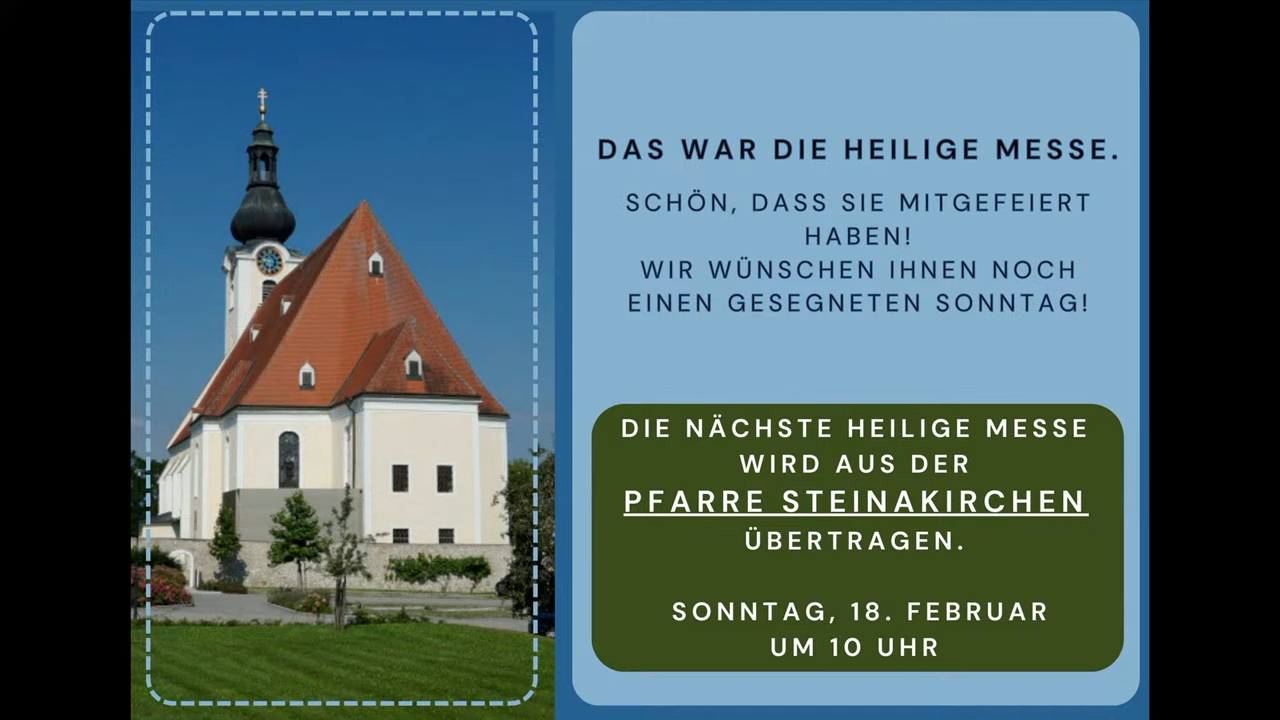 DAS WAR DIE HEILIGE MESSE.
SCHÖN, DASS SIE MITGEFEIERT
HABEN!
WIR WÜNSCHEN IHNEN NOCH
EINEN GESEGNETEN SONNTAG!
DIE NÄCHSTE HEILIGE MESSE
WIRD AUS DER
PFARRE STEINAKIRCHEN
ÜBERTRAGEN.
SONNTAG, 18. FEBRUAR
UM 10 UHR